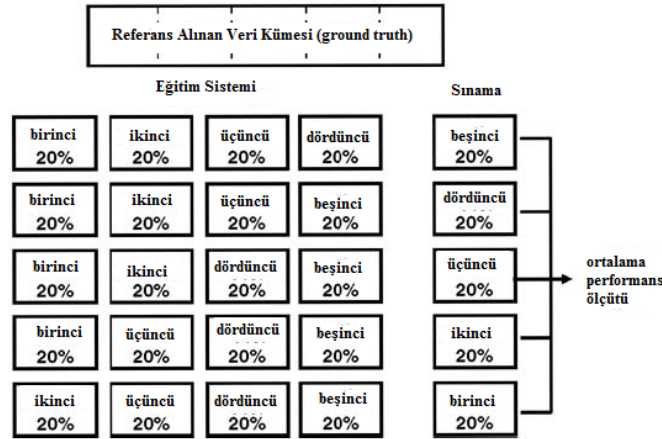 Referans Alınan Veri Kümesi (ground truth)
Eğitim Sistemi
Sınama
birinci
20%
ikinci
20%
üçüncü
20%
dördüncü
20%
beşinci
20%
birinci
20%
ikinci
20%
üçüncü
20%
beşinci
20%
dördüncü
20%
birinci
20%
ikinci
20%
dördüncü
20%
beşinci
20%
üçüncü
20%
ortalama
performans
ölçütü
birinci
20%
üçüncü
20%
dördüncü
20%
beşinci
20%
ikinci
20%
ikinci
20%
üçüncü
20%
dördüncü
20%
beşinci
20%
birinci
20%